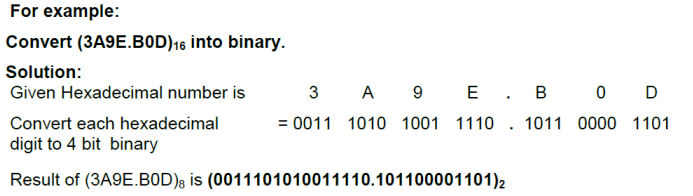 For example:
Convert (3A9E.B0D)₁₆ into binary.
Solution:
Given Hexadecimal number is 3 A 9 E . B 0 D
Convert each hexadecimal = 0011 1010 1001 1110 . 1011 0000 1101
digit to 4 bit binary
Result of (3A9E.B0D)₈ is (0011101010011110.101100001101)₂